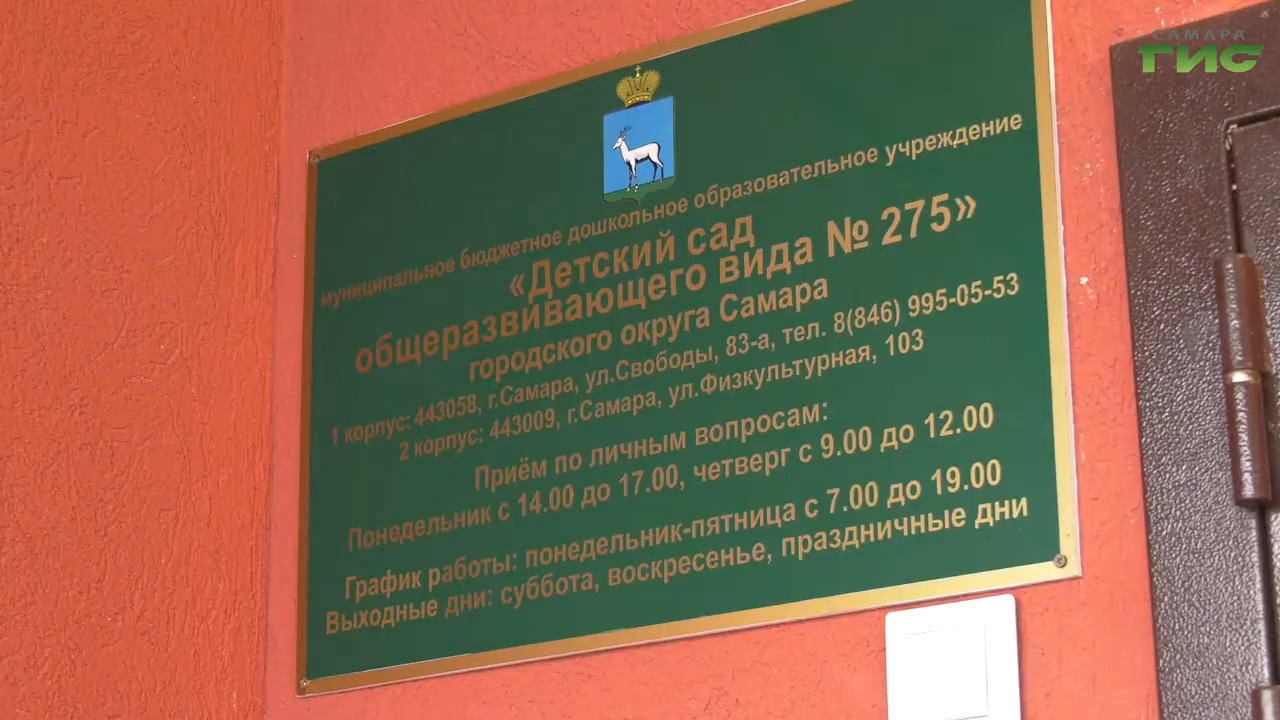 САМАРА
ГИС
муниципальное бюджетное дошкольное образовательное учреждение
«Детский сад
общеразвивающего вида № 275»
городского округа Самара
1 корпус: 443058, г.Самара, ул.Свободы, 83-а, тел. 8(846) 995-05-53
2 корпус: 443009, г.Самара, ул.Физкультурная, 103
Приём по личным вопросам:
Понедельник с 14.00 до 17.00, четверг с 9.00 до 12.00
График работы: понедельник-пятница с 7.00 до 19.00
Выходные дни: суббота, воскресенье, праздничные дни